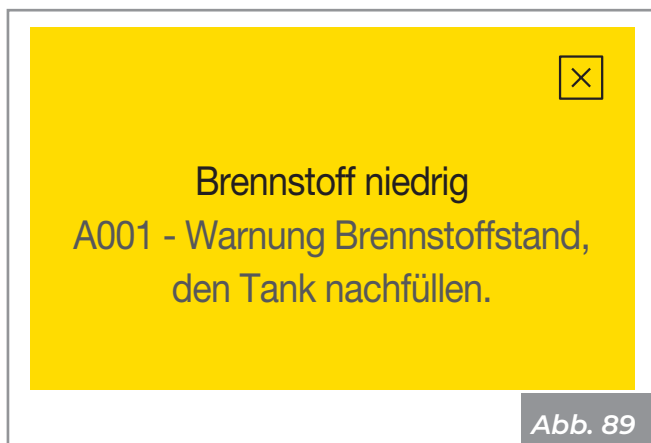 Brennstoff niedrig
A001 - Warnung Brennstoffstand,
den Tank nachfüllen.
Abb. 89